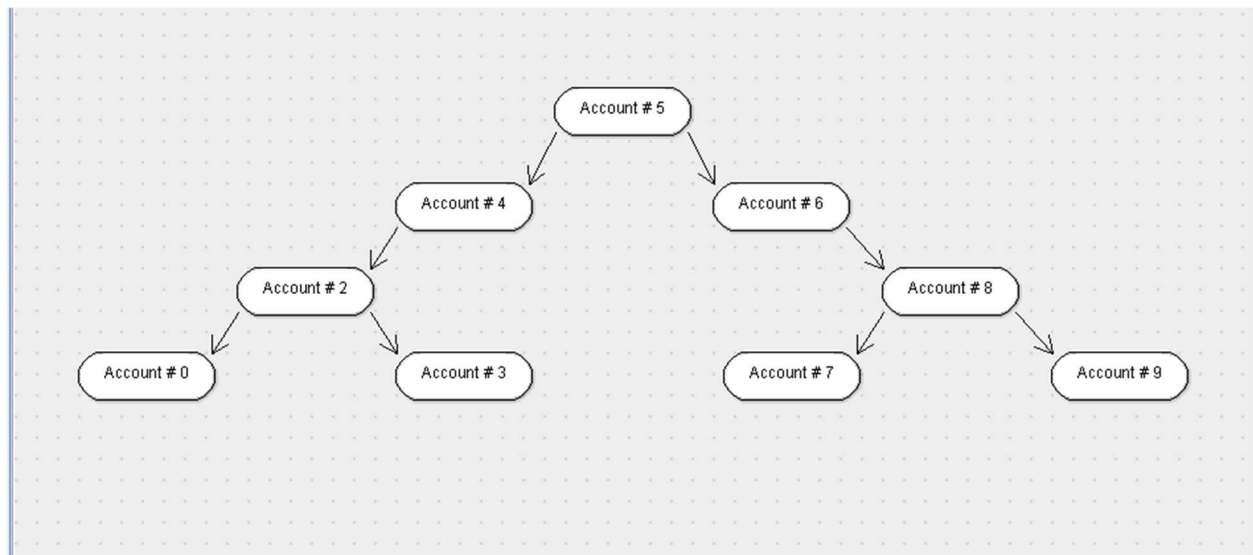 Account # 5
Account # 4
Account # 6
Account # 2
Account # 8
Account # 0
Account # 3
Account # 7
Account # 9